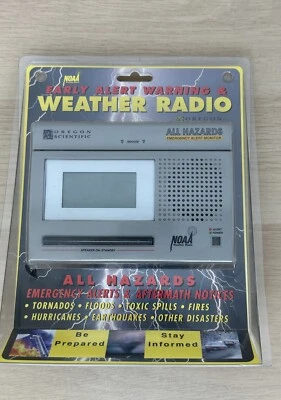 NOAA
EARLY ALERT WARNING &
WEATHER RADIO
OREGON
OREGON
SCIENTIFIC
ALL HAZARDS
EMERGENCY ALERT MONITOR
NOAA
ALL HAZARDS
EMERGENCY ALERTS & AFTERMATH NOTICES
• TORNADOS • FLOODS • TOXIC SPILLS • FIRES
• HURRICANES • EARTHQUAKES • OTHER DISASTERS
Be
Prepared
Stay
Informed